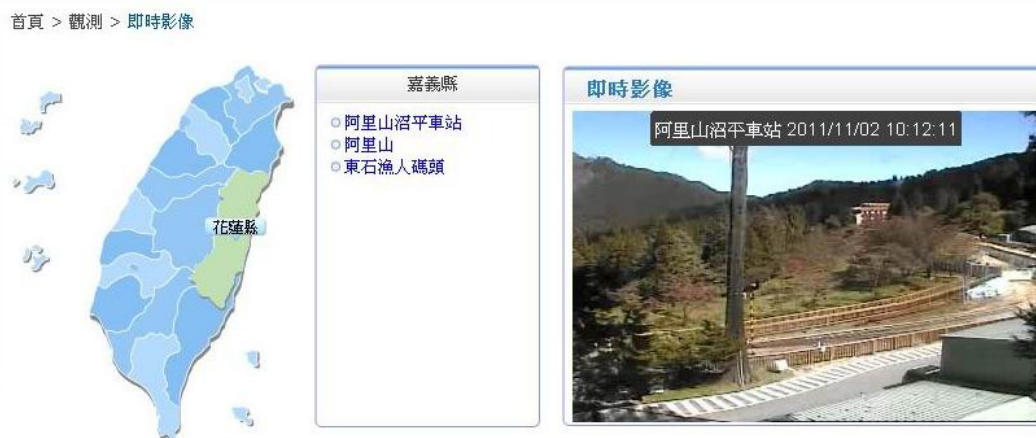 首頁 > 觀測 > 即時影像
花蓮縣
嘉義縣
阿里山沼平車站
阿里山
東石漁人碼頭
即時影像
阿里山沼平車站 2011/11/02 10:12:11